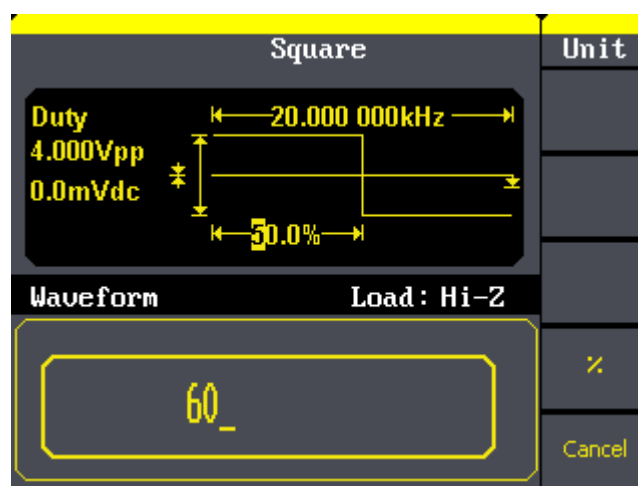 Square
Unit
Duty
20.000 000kHz
4.000Vpp
0.0mVdc
50.0%
Waveform
Load: Hi-Z
%
60_
Cancel